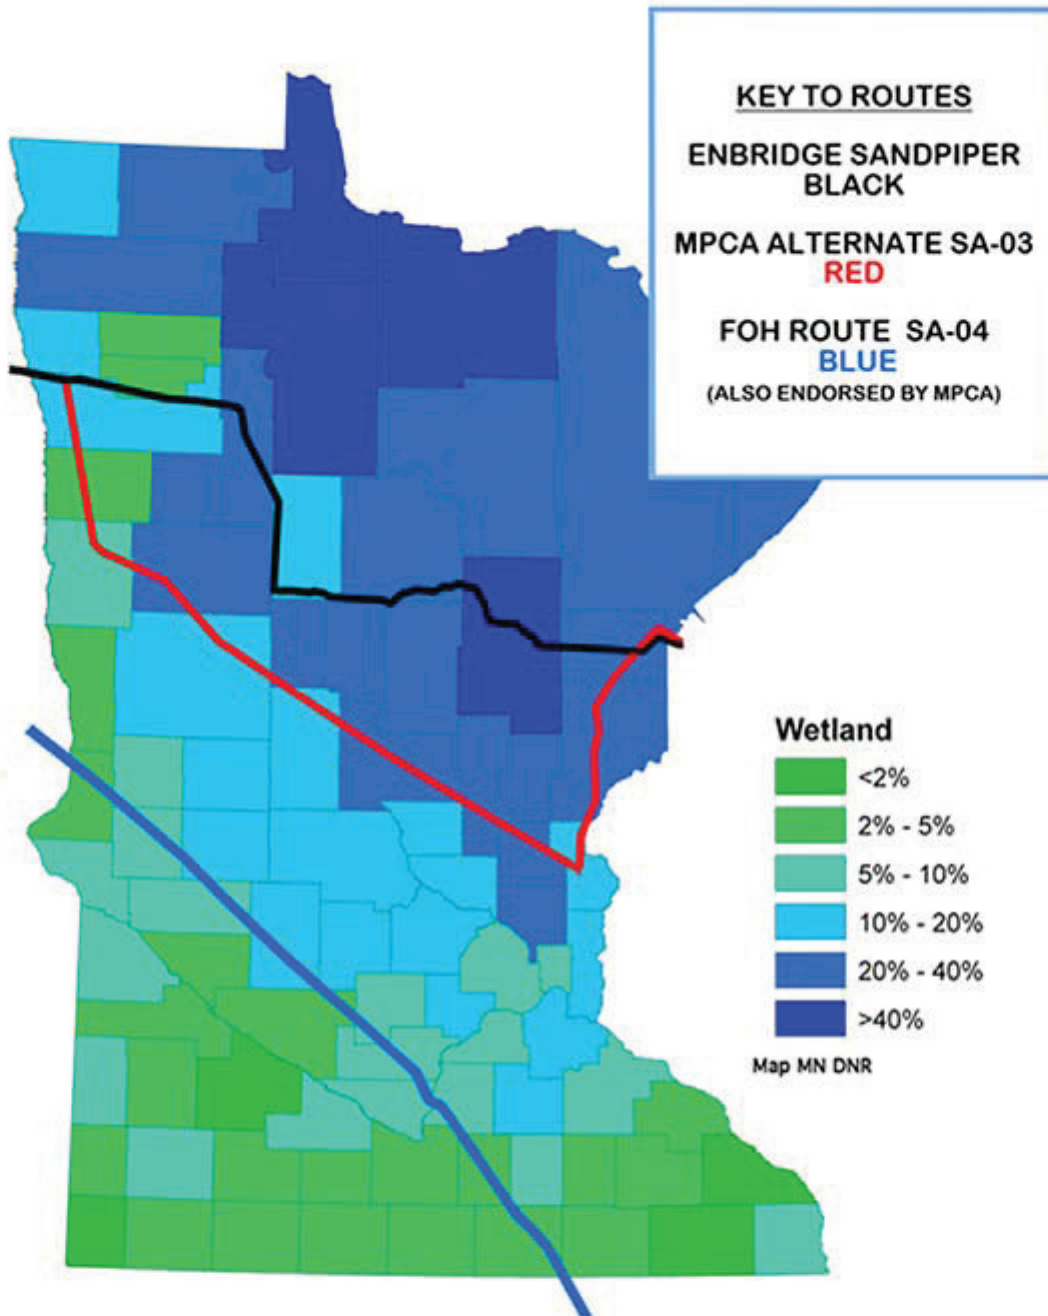 KEY TO ROUTES
ENBRIDGE SANDPIPER
BLACK
MPCA ALTERNATE SA-03
RED
FOH ROUTE SA-04
BLUE
(ALSO ENDORSED BY MPCA)
Wetland
<2%
2% - 5%
5% - 10%
10% - 20%
20% - 40%
>40%
Map MN DNR